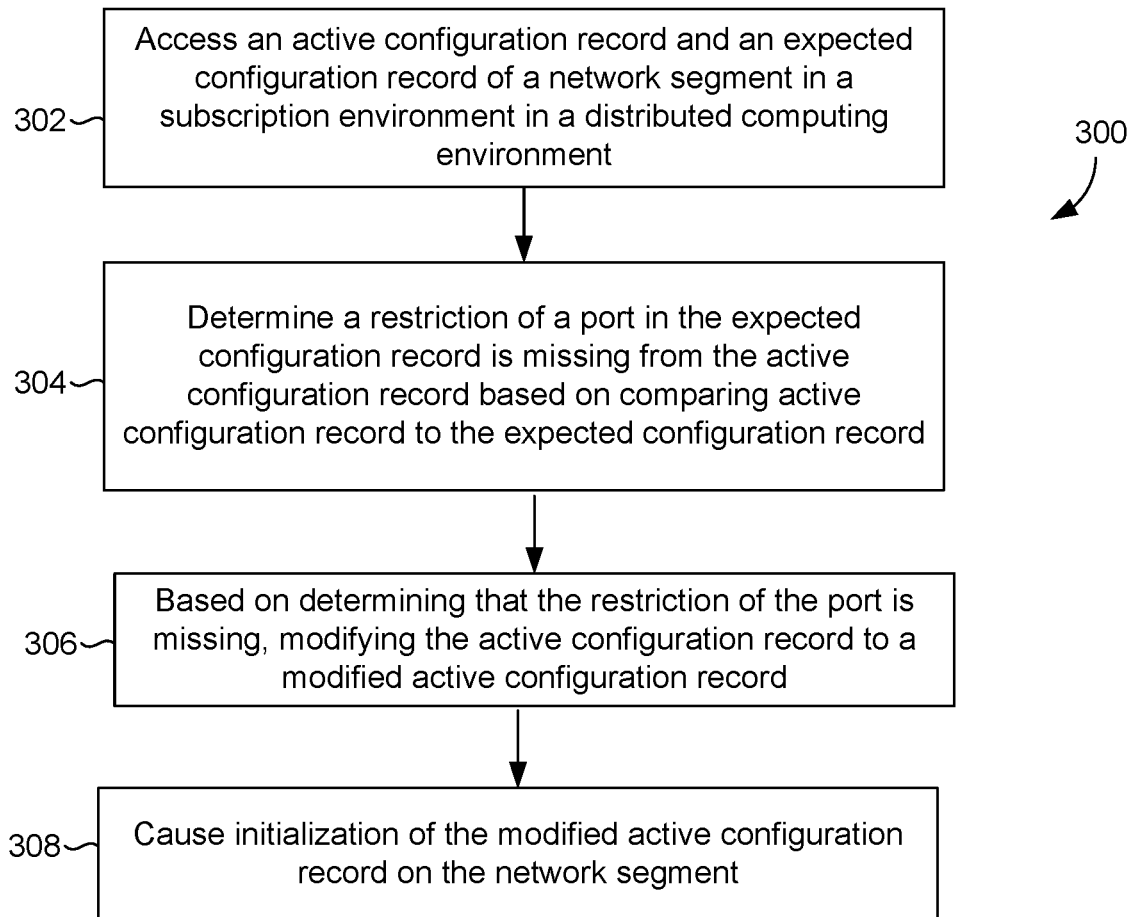 Access an active configuration record and an expected
configuration record of a network segment in a
subscription environment in a distributed computing
environment
302
300
Determine a restriction of a port in the expected
configuration record is missing from the active
configuration record based on comparing active
configuration record to the expected configuration record
304
Based on determining that the restriction of the port is
missing, modifying the active configuration record to a
modified active configuration record
306
Cause initialization of the modified active configuration
record on the network segment
308